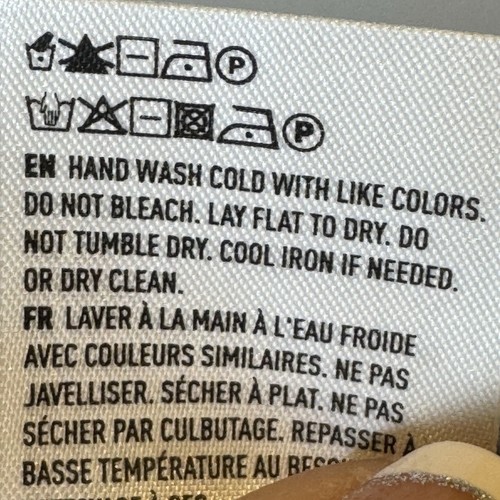 P
P
EN HAND WASH COLD WITH LIKE COLORS.
DO NOT BLEACH. LAY FLAT TO DRY. DO
NOT TUMBLE DRY. COOL IRON IF NEEDED.
OR DRY CLEAN.
FR LAVER À LA MAIN À L'EAU FROIDE
AVEC COULEURS SIMILAIRES. NE PAS
JAVELLISER. SÉCHER À PLAT. NE PAS
SÉCHER PAR CULBUTAGE. REPASSER À
BASSE TEMPÉRATURE AU